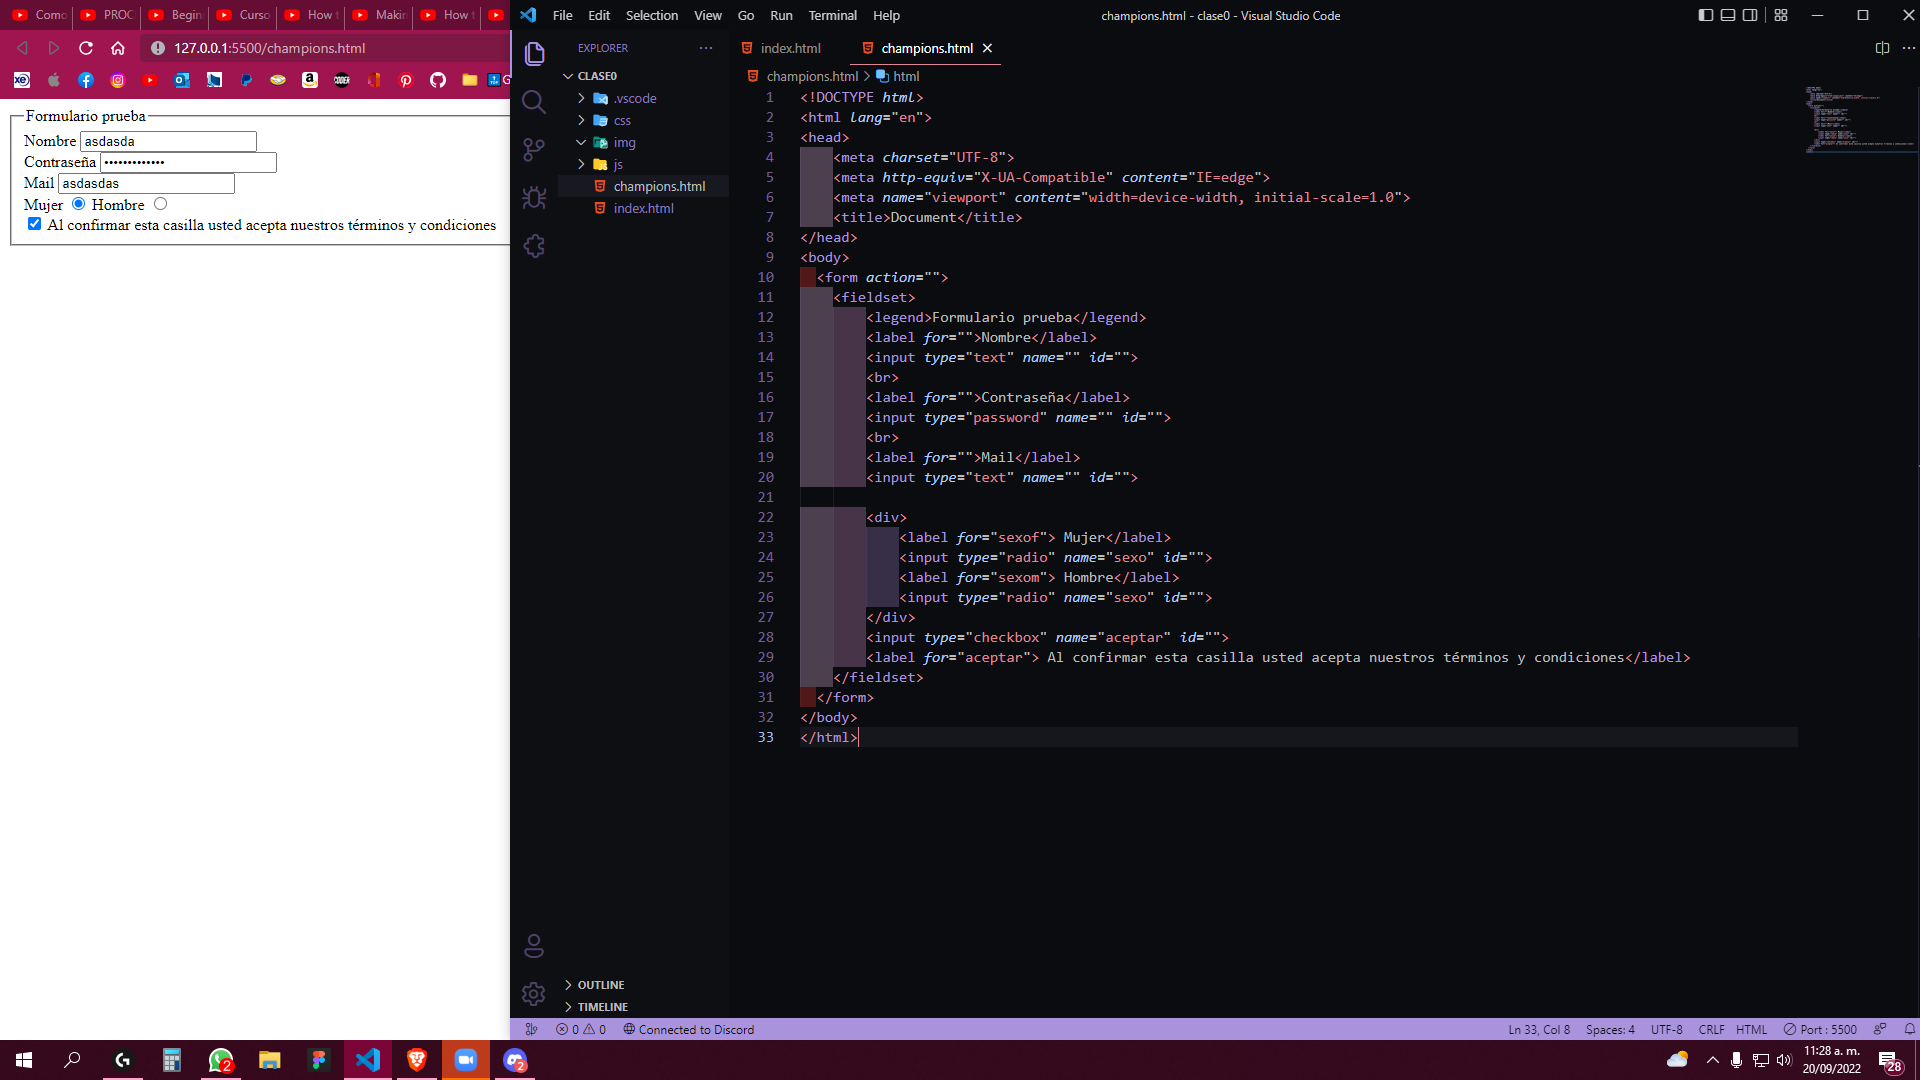 Como
PROC
Begin
Curso
How t
Makin
How t
127.0.0.1:5500/champions.html
Formulario prueba
Nombre asdasda
Contraseña •••••••••••••
Mail asdasdas
Mujer Hombre
Al confirmar esta casilla usted acepta nuestros términos y condiciones
File Edit Selection View Go Run Terminal Help
champions.html - clase0 - Visual Studio Code
EXPLORER
CLASE0
.vscode
css
img
js
champions.html
index.html
OUTLINE
TIMELINE
index.html
champions.html
champions.html > html
1 <!DOCTYPE html>
2 <html lang="en">
3 <head>
4 <meta charset="UTF-8">
5 <meta http-equiv="X-UA-Compatible" content="IE=edge">
6 <meta name="viewport" content="width=device-width, initial-scale=1.0">
7 <title>Document</title>
8 </head>
9 <body>
10 <form action="">
11 <fieldset>
12 <legend>Formulario prueba</legend>
13 <label for="">Nombre</label>
14 <input type="text" name="" id="">
15 <br>
16 <label for="">Contraseña</label>
17 <input type="password" name="" id="">
18 <br>
19 <label for="">Mail</label>
20 <input type="text" name="" id="">
21
22 <div>
23 <label for="sexof"> Mujer</label>
24 <input type="radio" name="sexo" id="">
25 <label for="sexom"> Hombre</label>
26 <input type="radio" name="sexo" id="">
27 </div>
28 <input type="checkbox" name="aceptar" id="">
29 <label for="aceptar"> Al confirmar esta casilla usted acepta nuestros términos y condiciones</label>
30 </fieldset>
31 </form>
32 </body>
33 </html>
0 0 Connected to Discord
Ln 33, Col 8 Spaces: 4 UTF-8 CRLF HTML Port : 5500
2
2
11:28 a. m.
20/09/2022
28